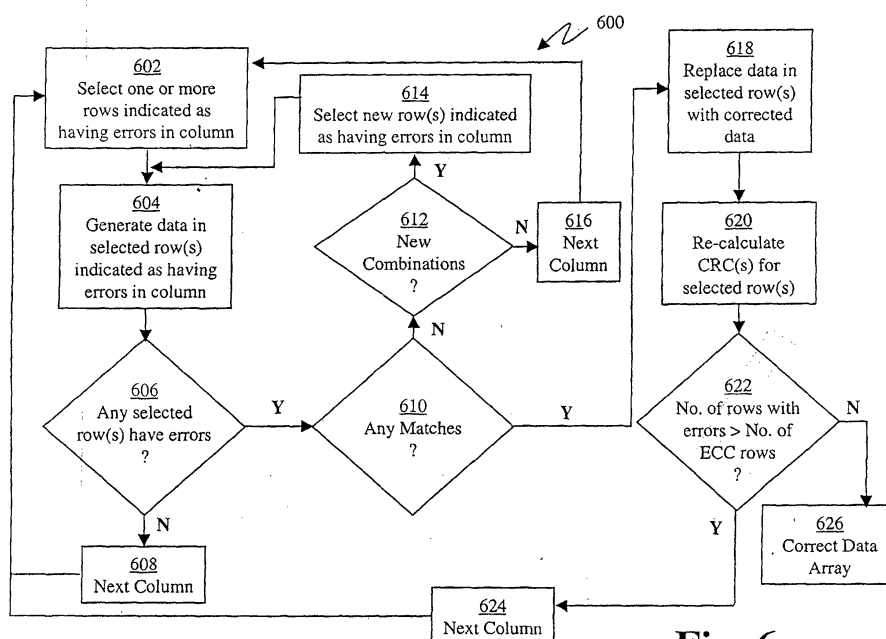 600
602
Select one or more
rows indicated as
having errors in column
614
Select new row(s) indicated
as having errors in column
618
Replace data in
selected row(s)
with corrected
data
604
Generate data in
selected row(s)
indicated as having
errors in column
Y
612
New
Combinations
?
N
616
Next
Column
620
Re-calculate
CRC(s) for
selected row(s)
N
606
Any selected
row(s) have errors
?
Y
610
Any Matches
?
Y
622
No. of rows with
errors > No. of
ECC rows
?
N
N
608
Next Column
Y
626
Correct Data
Array
624
Next Column
Fig. 6